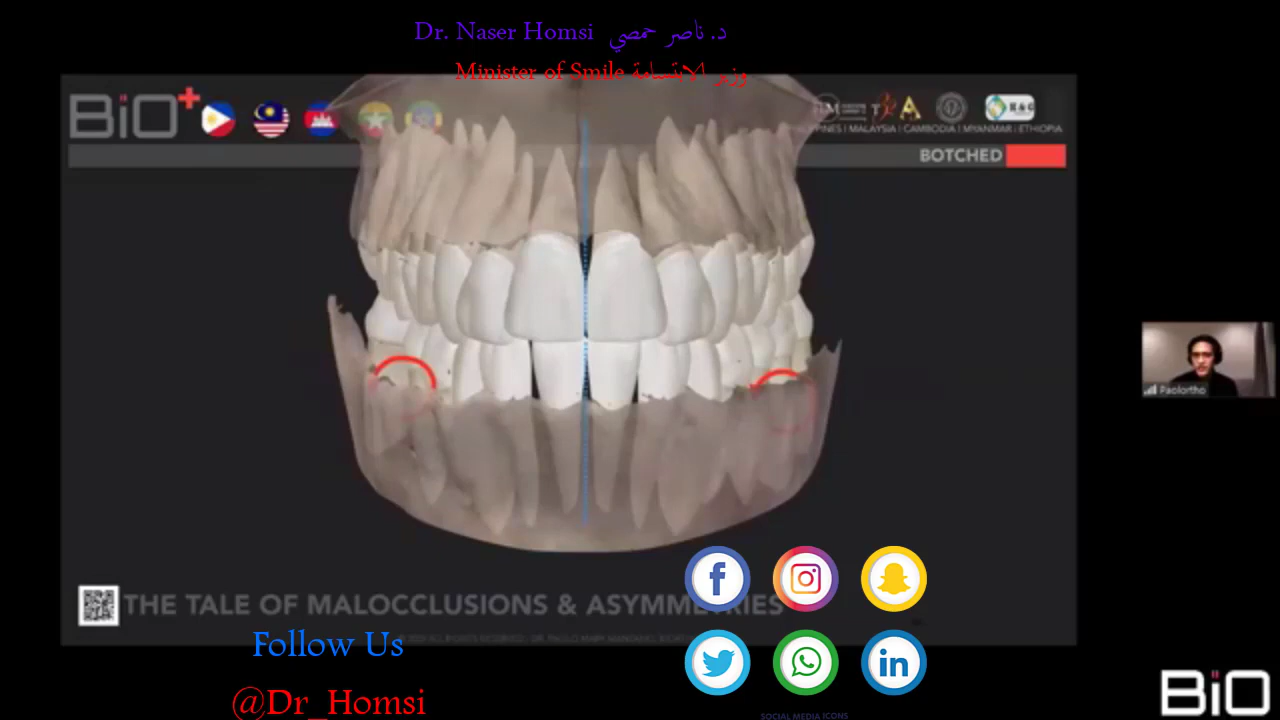 Dr. Naser Homsi د. ناصر حمصي
Minister of Smile وزير الابتسامة
BiO+
BOTCHED
Paolortho
THE TALE OF MALOCCLUSIONS & ASYMMETRIES
Follow Us
@Dr_Homsi
SOCIAL MEDIA ICONS
BiO
| MALAYSIA | CAMBODIA | MYANMAR | ETHIOPIA